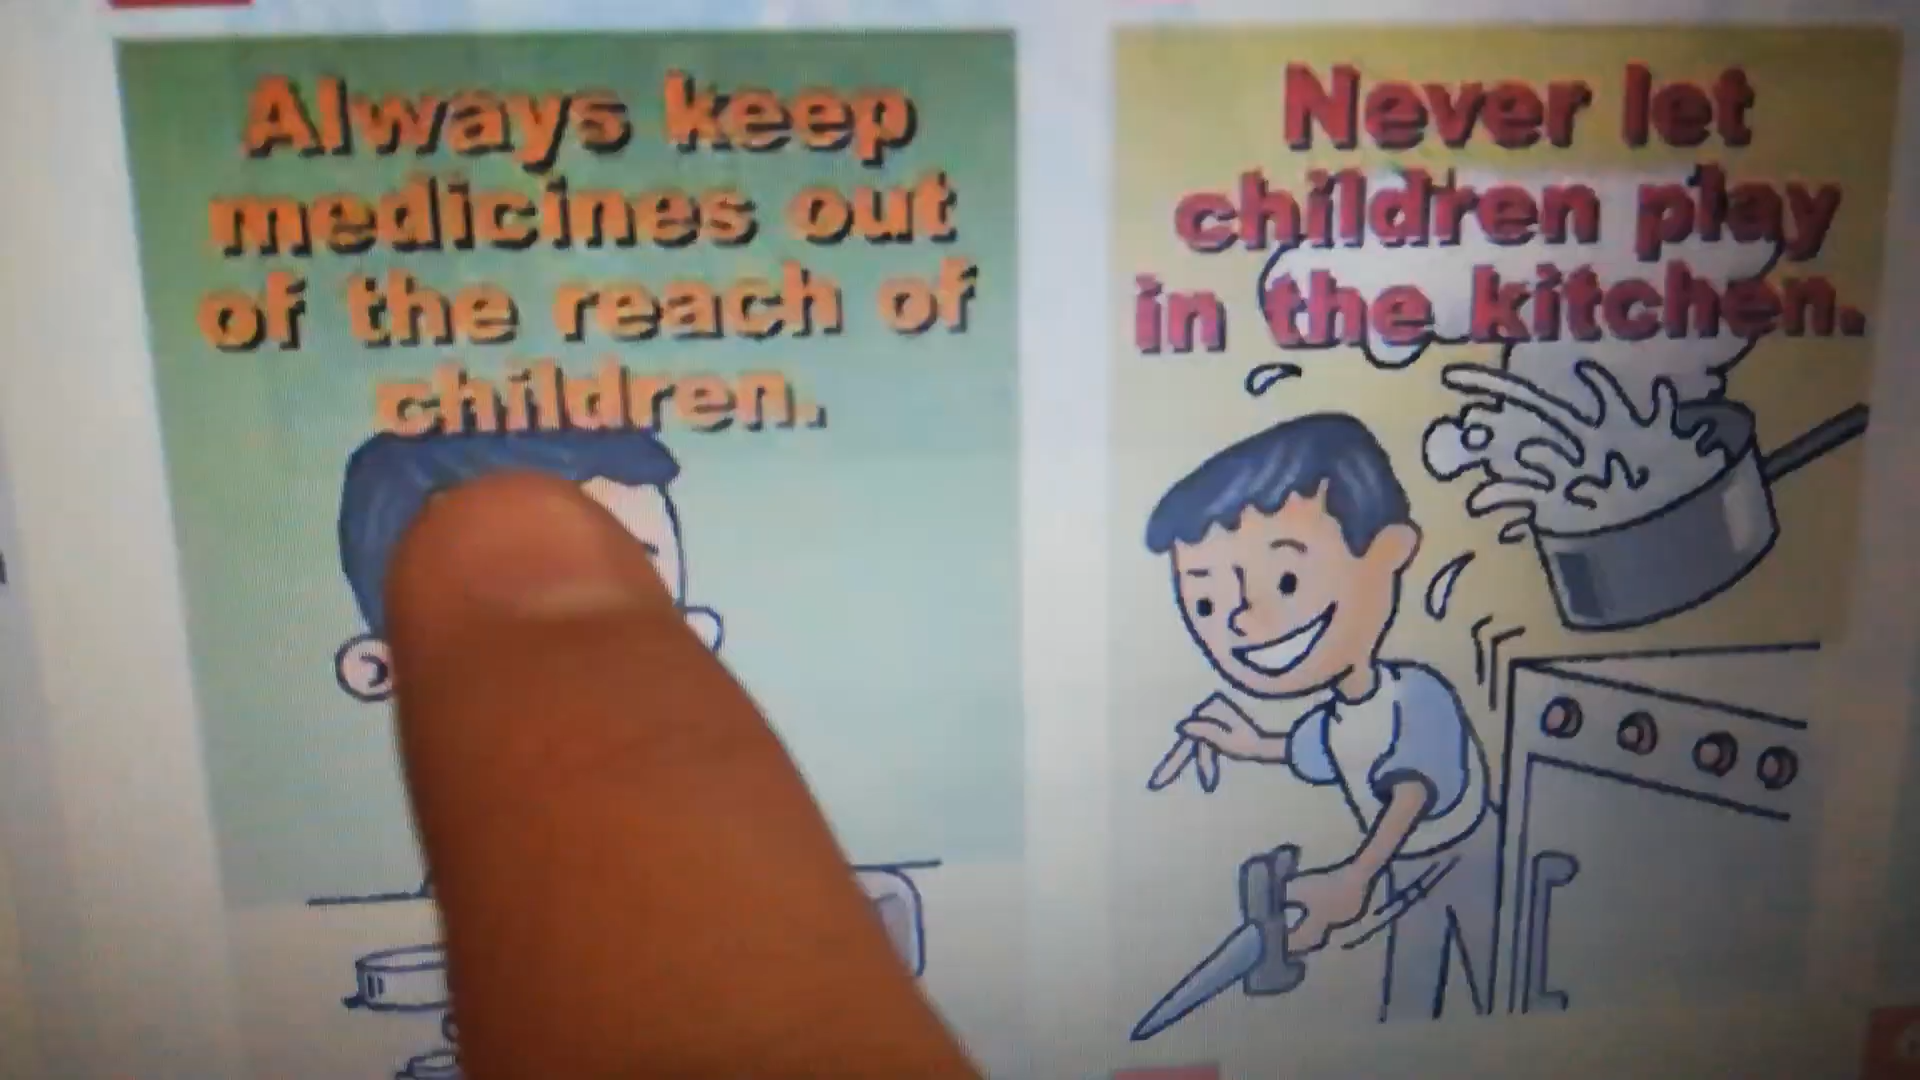 Always keep
medicines out
of the reach of
children.
Never let
children play
in the kitchen.